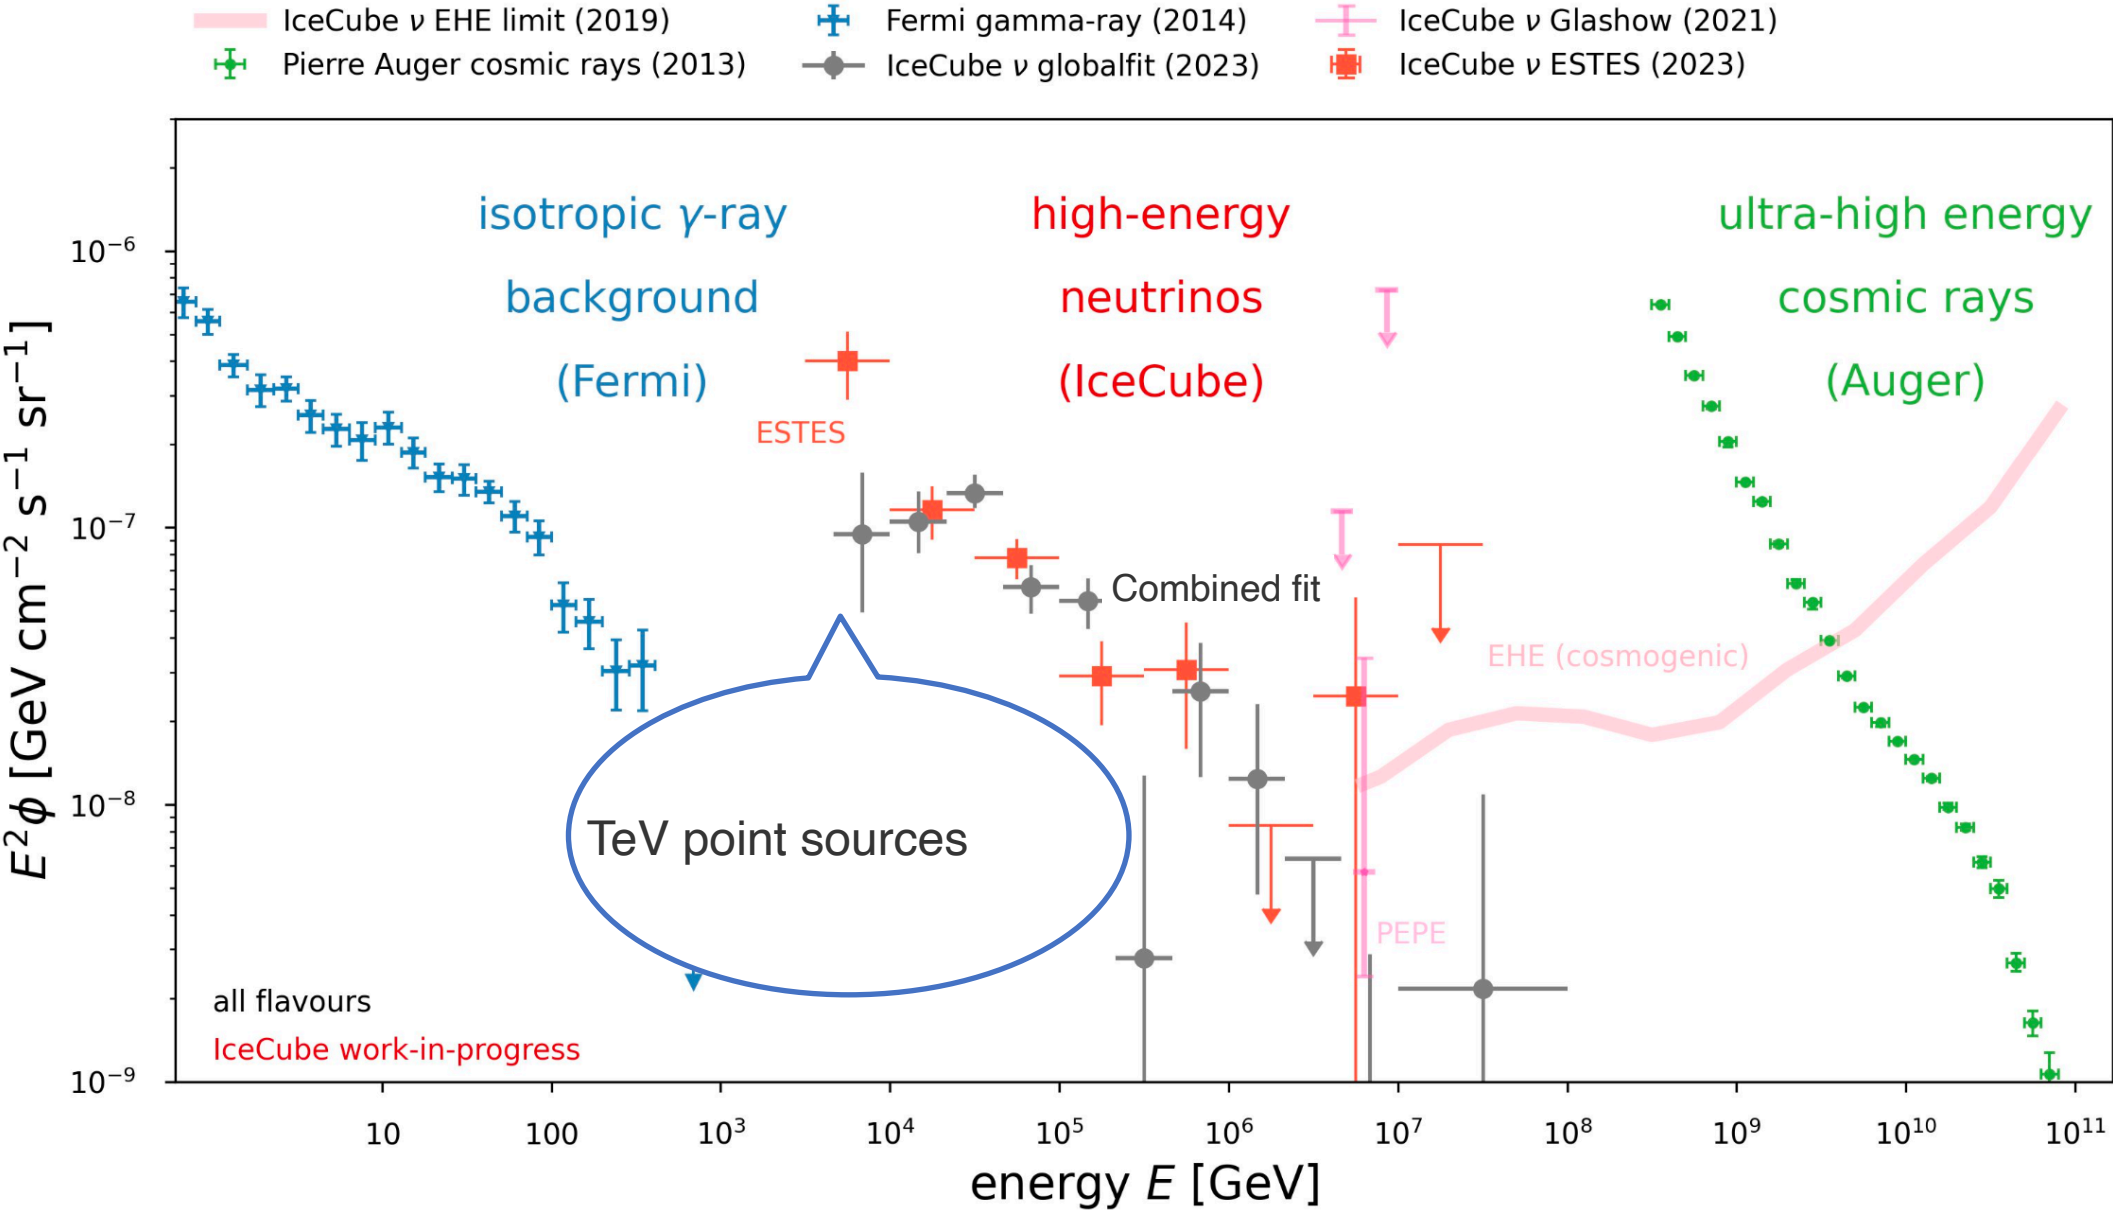 IceCube ν EHE limit (2019)
Pierre Auger cosmic rays (2013)
Fermi gamma-ray (2014)
IceCube ν globalfit (2023)
IceCube ν Glashow (2021)
IceCube ν ESTES (2023)
isotropic γ-ray
background
(Fermi)
high-energy
neutrinos
(IceCube)
ultra-high energy
cosmic rays
(Auger)
ESTES
Combined fit
EHE (cosmogenic)
TeV point sources
PEPE
all flavours
IceCube work-in-progress
E²ϕ [GeV cm⁻² s⁻¹ sr⁻¹]
10⁻⁶
10⁻⁷
10⁻⁸
10⁻⁹
10 100 10³ 10⁴ 10⁵ 10⁶ 10⁷ 10⁸ 10⁹ 10¹⁰ 10¹¹
energy E [GeV]